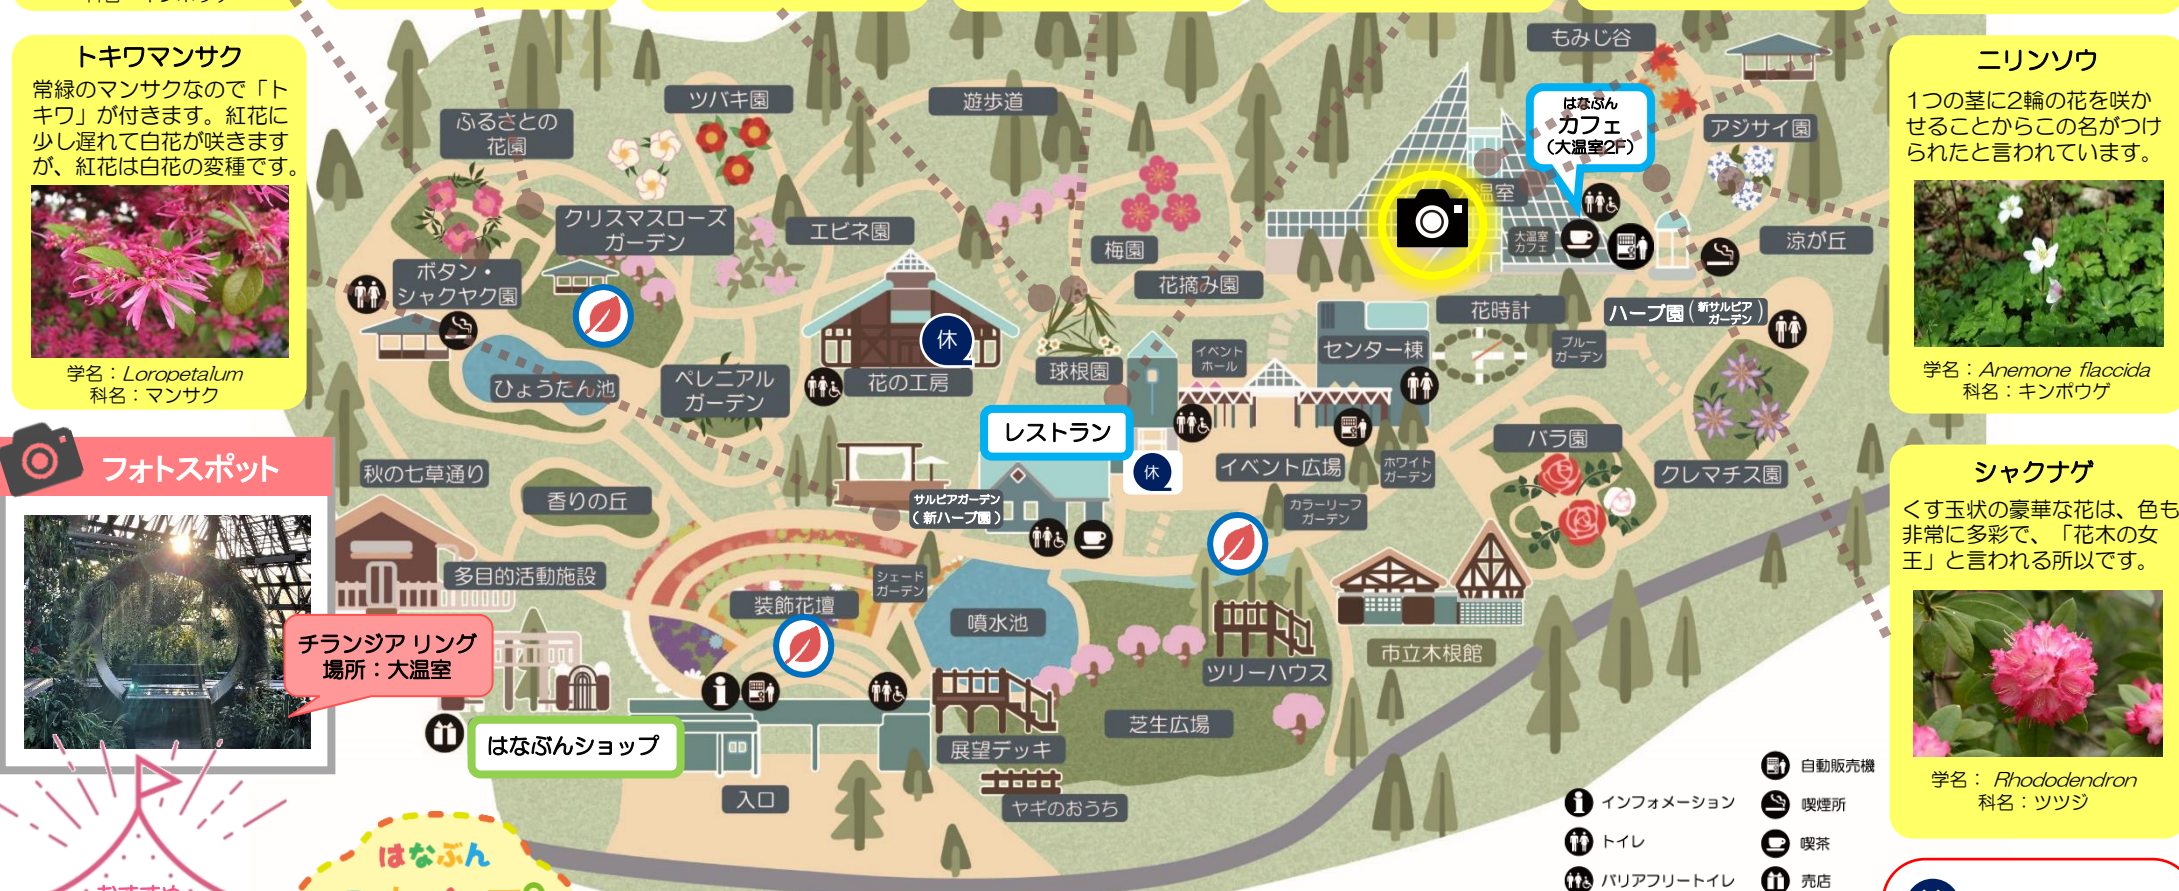 トキワマンサク
常緑のマンサクなので「ト
キワ」が付きます。紅花に
少し遅れて白花が咲きます
が、紅花は白花の変種です。
学名：Loropetalum
科名：マンサク
フォトスポット
チランジア リング
場所：大温室
もみじ谷
ツバキ園
遊歩道
ふるさとの
花園
はなぶん
カフェ
（大温室2F）
アジサイ園
クリスマスローズ
ガーデン
エビネ園
梅園
温室
大温室
カフェ
涼が丘
ボタン・
シャクヤク園
花摘み園
花時計
ハーブ園（新サルビア
ガーデン）
ひょうたん池
ペレニアル
ガーデン
花の工房
休
球根園
イベント
ホール
センター棟
ブルー
ガーデン
レストラン
休
イベント広場
ホワイト
ガーデン
バラ園
クレマチス園
秋の七草通り
香りの丘
サルビアガーデン
（新ハーブ園）
カラーリーフ
ガーデン
多目的活動施設
装飾花壇
シェード
ガーデン
噴水池
ツリーハウス
市立木根館
芝生広場
はなぶんショップ
展望デッキ
入口
ヤギのおうち
ニリンソウ
1つの茎に2輪の花を咲か
せることからこの名がつけ
られたと言われています。
学名：Anemone flaccida
科名：キンポウゲ
シャクナゲ
くす玉状の豪華な花は、色も
非常に多彩で、「花木の女
王」と言われる所以です。
学名： Rhododendron
科名：ツツジ
自動販売機
インフォメーション
喫煙所
トイレ
喫茶
バリアフリートイレ
売店
はなぶん